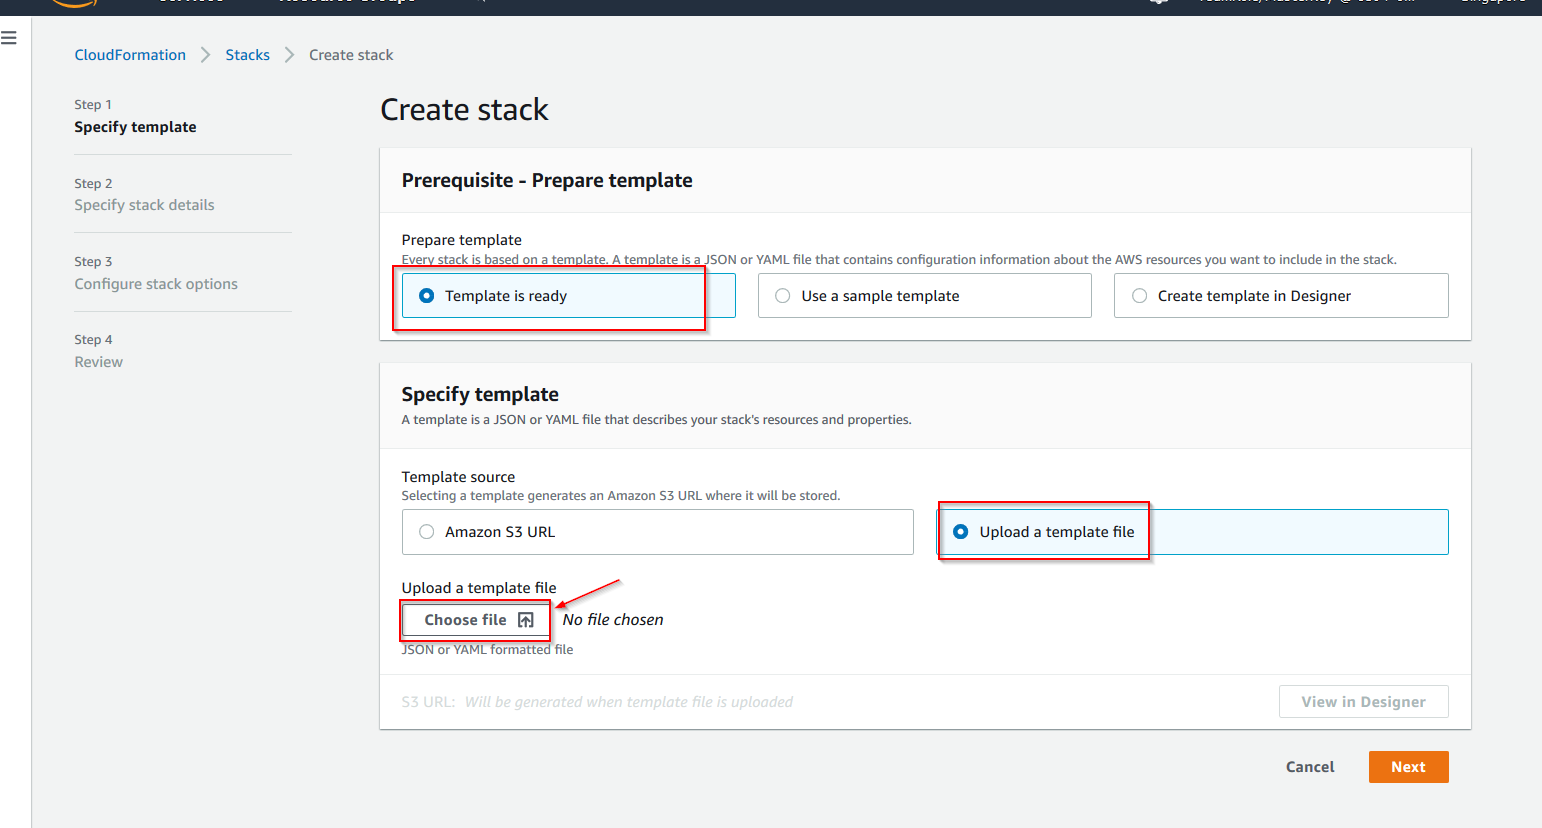 CloudFormation > Stacks > Create stack
Step 1
Specify template
Step 2
Specify stack details
Step 3
Configure stack options
Step 4
Review
Create stack
Prerequisite - Prepare template
Prepare template
Every stack is based on a template. A template is a JSON or YAML file that contains configuration information about the AWS resources you want to include in the stack.
Template is ready
Use a sample template
Create template in Designer
Specify template
A template is a JSON or YAML file that describes your stack's resources and properties.
Template source
Selecting a template generates an Amazon S3 URL where it will be stored.
Amazon S3 URL
Upload a template file
Upload a template file
Choose file No file chosen
JSON or YAML formatted file
S3 URL: Will be generated when template file is uploaded
View in Designer
Cancel
Next